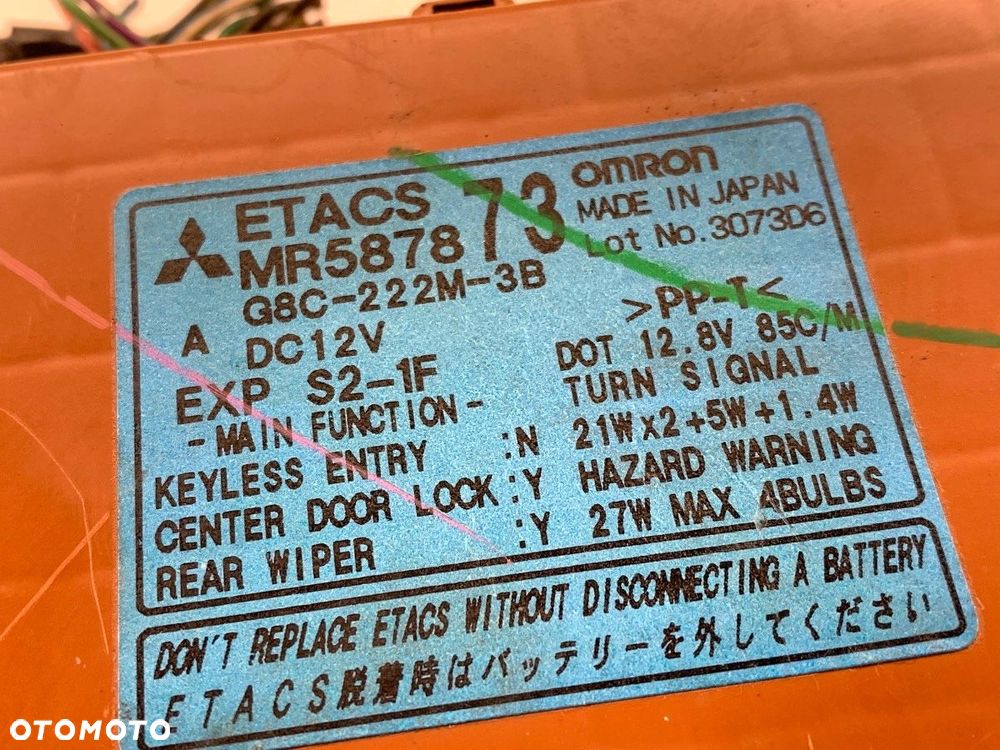 ETACS
MR587873
omron
MADE IN JAPAN
Lot No.3073D6
G8C-222M-3B
>PP-T<
A DC12V
DOT 12.8V 85C/M
EXP S2-1F
TURN SIGNAL
-MAIN FUNCTION-
21W×2+5W+1.4W
KEYLESS ENTRY :N
HAZARD WARNING
CENTER DOOR LOCK :Y
27W MAX 4BULBS
REAR WIPER :Y
DON'T REPLACE ETACS WITHOUT DISCONNECTING A BATTERY
ETACS脱着時はバッテリーを外してください
OTOMOTO